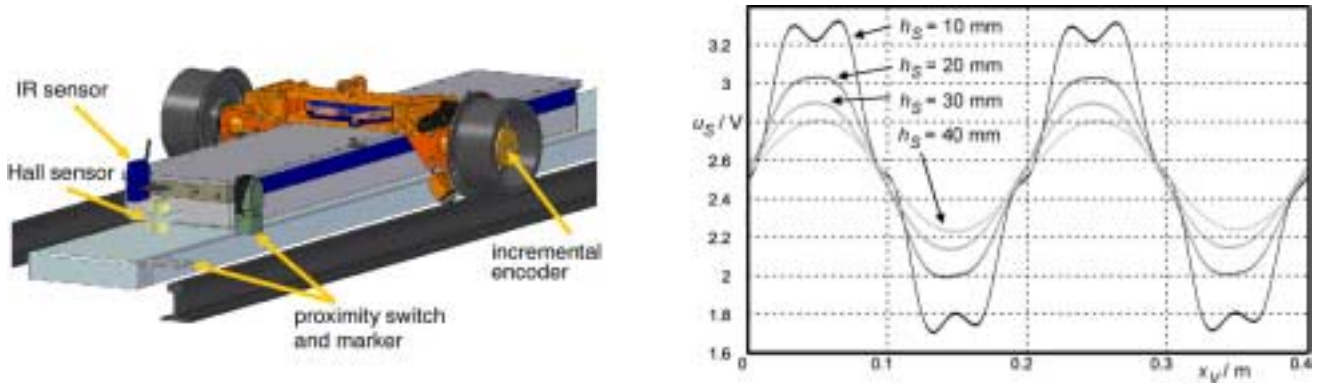 IR sensor
Hall sensor
incremental
encoder
proximity switch
and marker
h_S = 10 mm
h_S = 20 mm
h_S = 30 mm
h_S = 40 mm
u_S / V
3.2
3
2.8
2.6
2.4
2.2
2
1.8
1.6
0
0.1
0.2
0.3
0.4
x_V / m